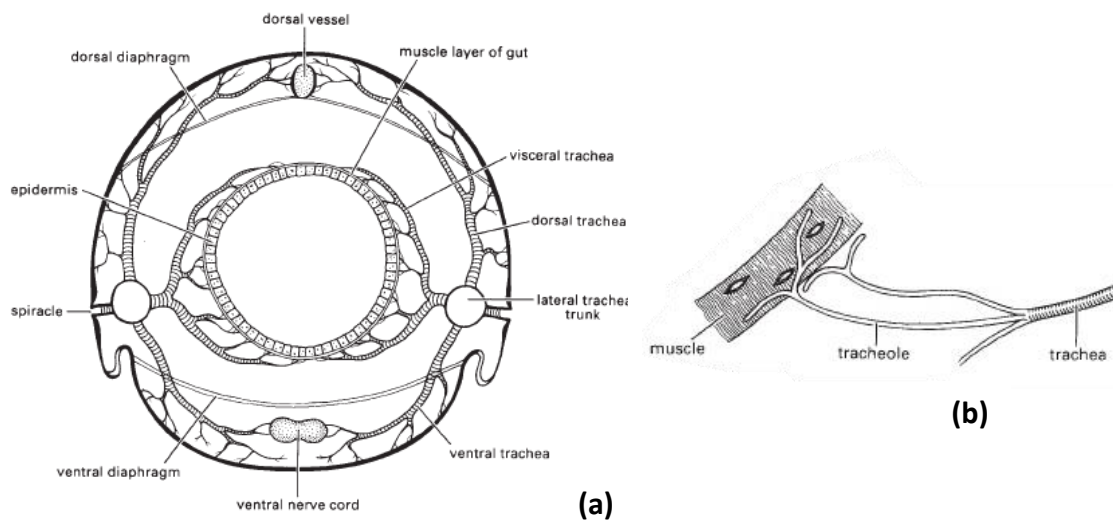 dorsal vessel
dorsal diaphragm
muscle layer of gut
visceral trachea
epidermis
dorsal trachea
lateral trachea
trunk
spiracle
ventral diaphragm
ventral trachea
ventral nerve cord
(a)
muscle
tracheole
trachea
(b)